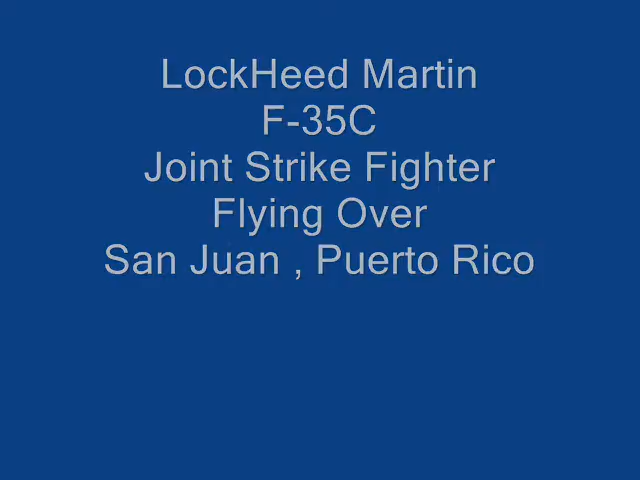 LockHeed Martin
F-35C
Joint Strike Fighter
Flying Over
San Juan , Puerto Rico